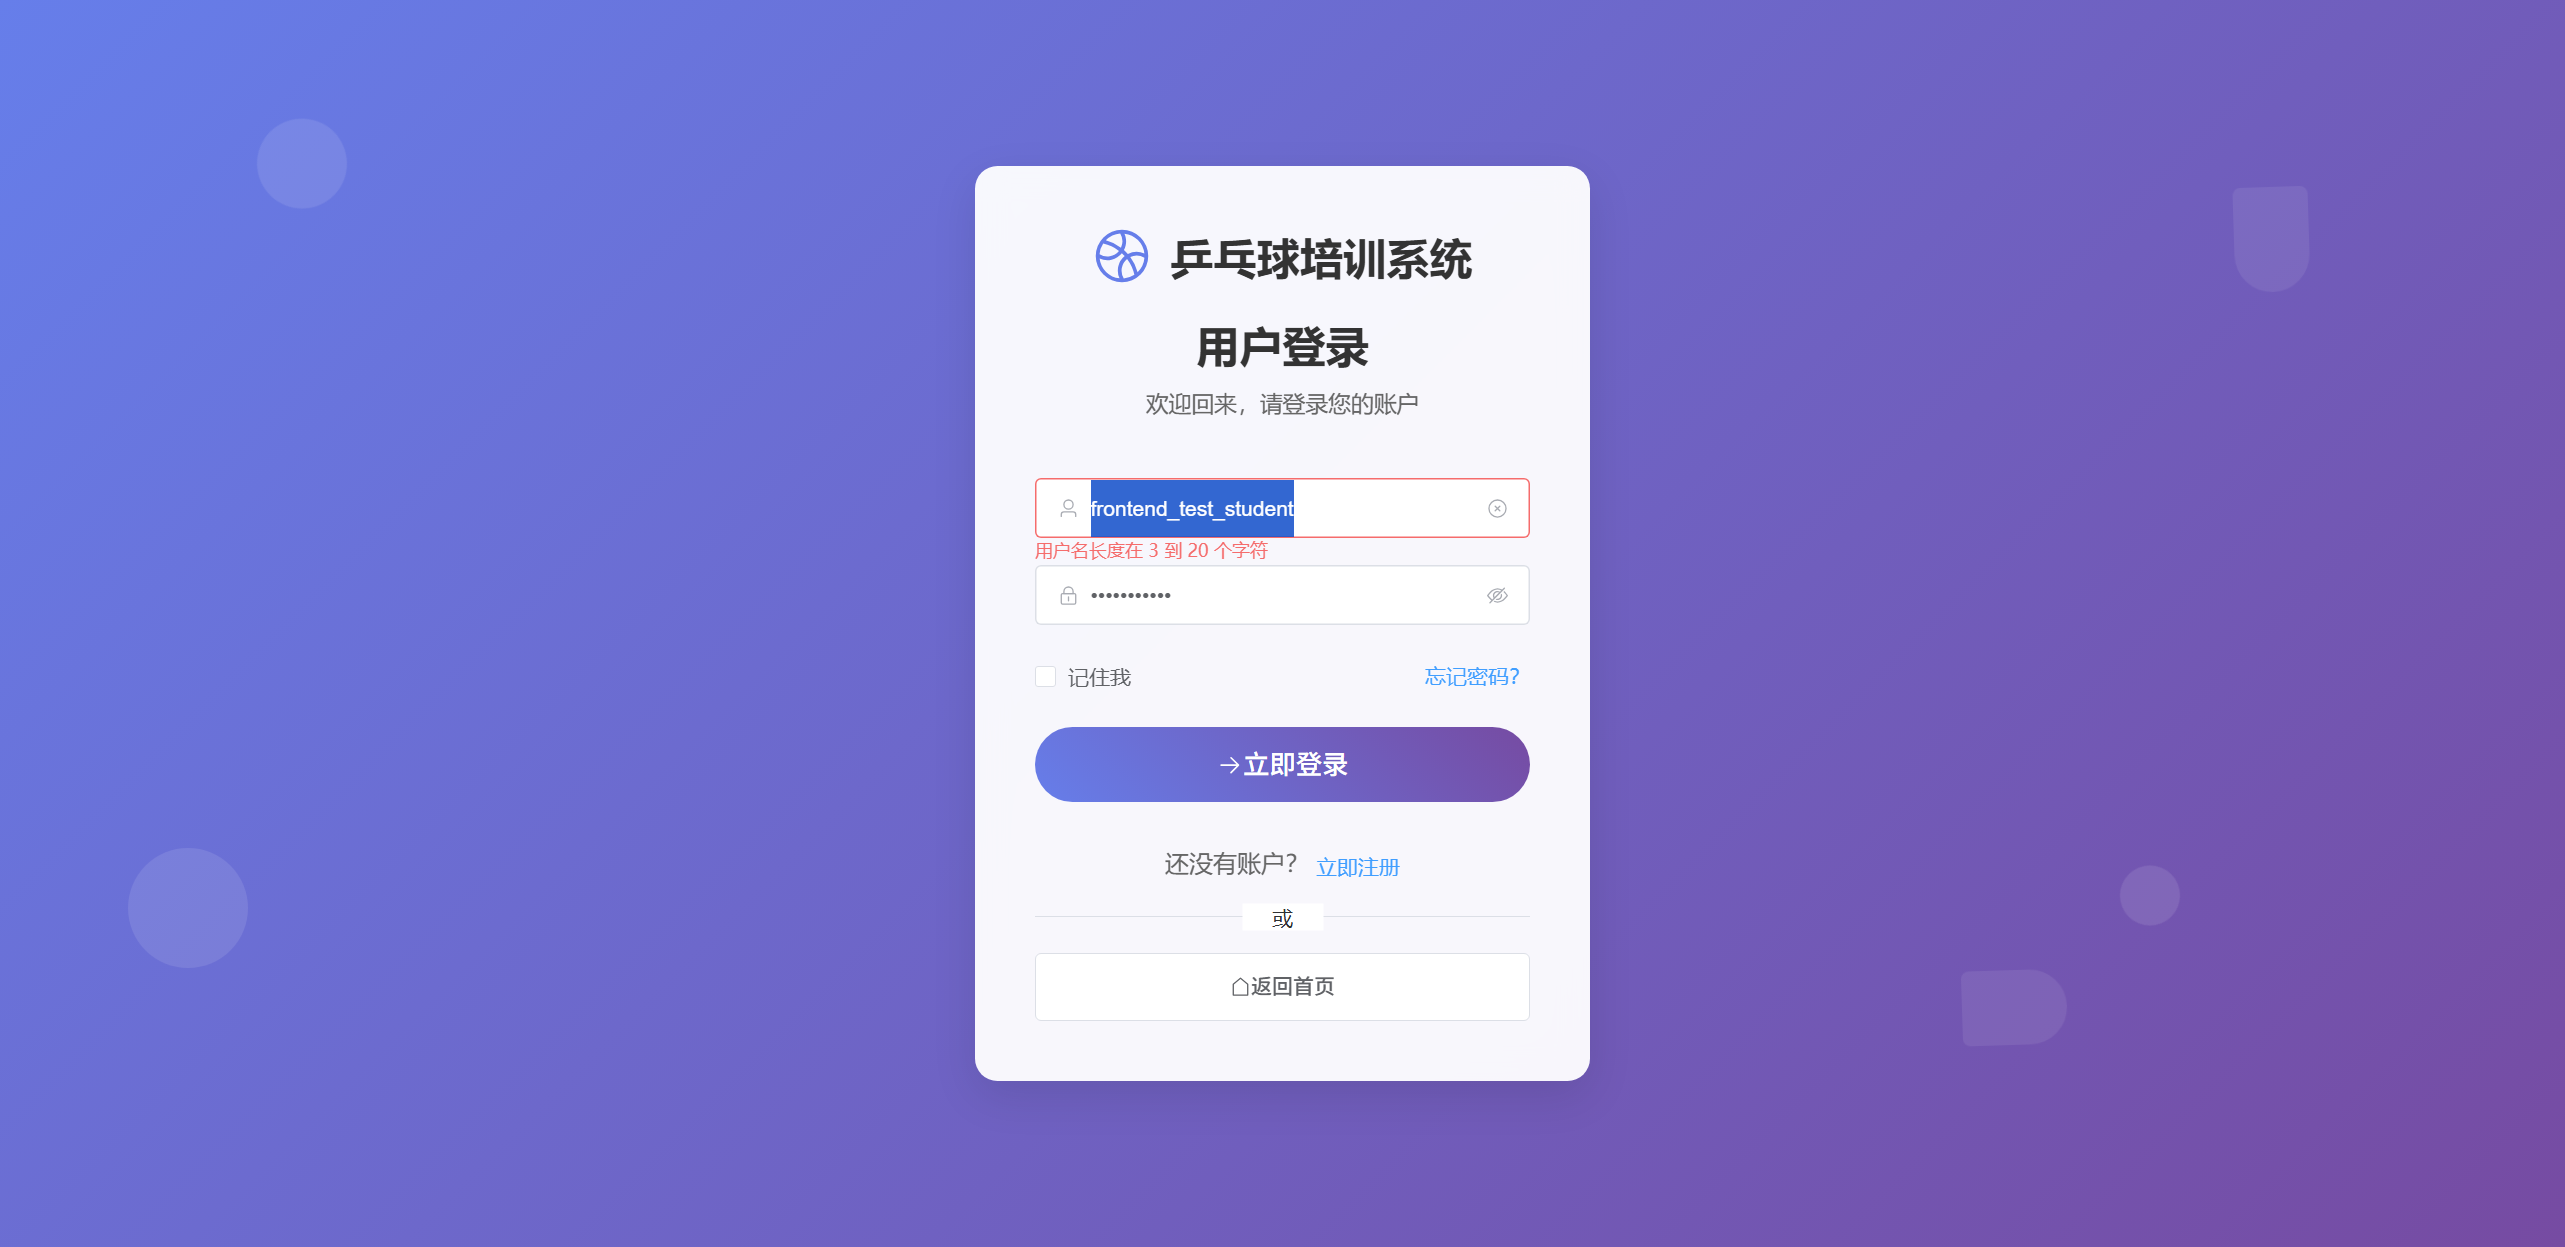 乒乓球培训系统
用户登录
欢迎回来，请登录您的账户
frontend_test_student
用户名长度在 3 到 20 个字符
•••••••••••
记住我 忘记密码？
立即登录
还没有账户？ 立即注册
或
返回首页